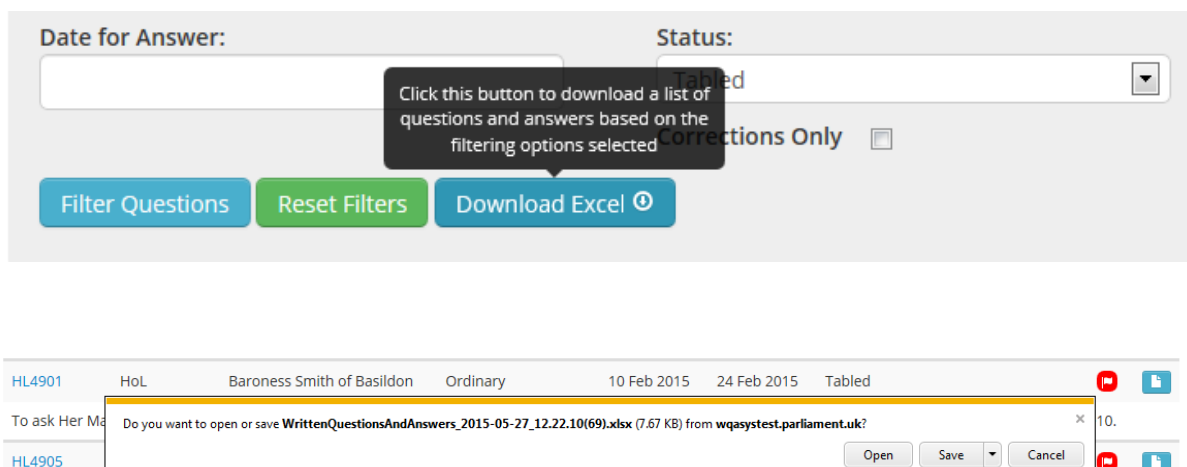 Date for Answer:
Status:
Tabled
Click this button to download a list of
questions and answers based on the
filtering options selected
Corrections Only
Filter Questions
Reset Filters
Download Excel
HL4901 HoL Baroness Smith of Basildon Ordinary 10 Feb 2015 24 Feb 2015 Tabled
To ask Her Ma 10.
Do you want to open or save WrittenQuestionsAndAnswers_2015-05-27_12.22.10(69).xlsx (7.67 KB) from wqasystest.parliament.uk?
Open Save Cancel
HL4905